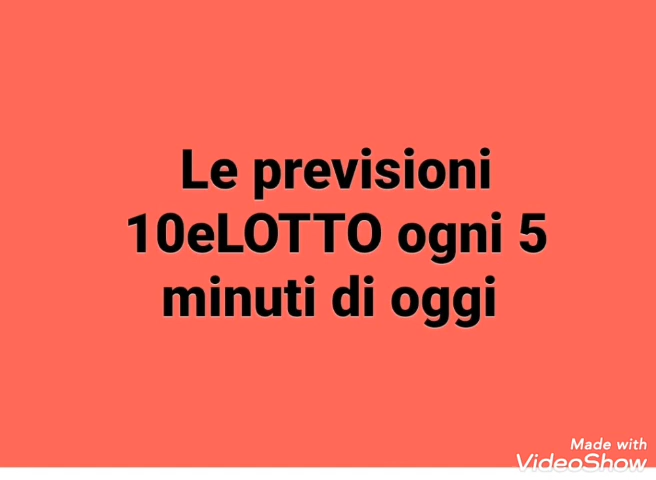 Le previsioni
10eLOTTO ogni 5
minuti di oggi
Made with
VideoShow